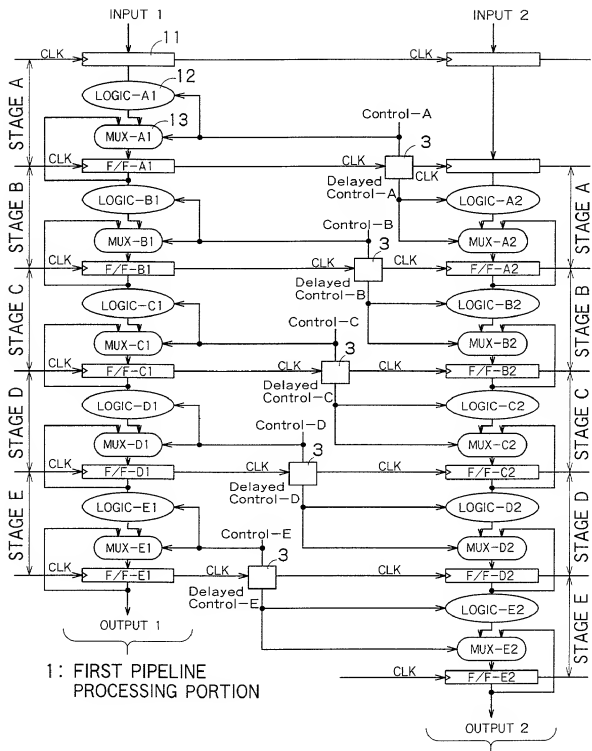 INPUT 1
INPUT 2
11
CLK
CLK
12
LOGIC-A1
Control-A
13
MUX-A1
3
STAGE A
CLK
F/F-A1
CLK
CLK
Delayed
Control-A
LOGIC-B1
LOGIC-A2
Control-B
STAGE B
STAGE A
MUX-B1
3
MUX-A2
CLK
F/F-B1
CLK
CLK
F/F-A2
Delayed
Control-B
LOGIC-C1
LOGIC-B2
Control-C
STAGE C
STAGE B
MUX-C1
3
MUX-B2
CLK
F/F-C1
CLK
CLK
F/F-B2
Delayed
Control-C
LOGIC-D1
LOGIC-C2
Control-D
STAGE D
STAGE C
MUX-D1
3
MUX-C2
CLK
F/F-D1
CLK
CLK
F/F-C2
Delayed
Control-D
LOGIC-E1
LOGIC-D2
Control-E
STAGE E
STAGE D
MUX-E1
3
MUX-D2
CLK
F/F-E1
CLK
CLK
F/F-D2
Delayed
Control-E
LOGIC-E2
OUTPUT 1
STAGE E
MUX-E2
1: FIRST PIPELINE
PROCESSING PORTION
CLK
F/F-E2
OUTPUT 2